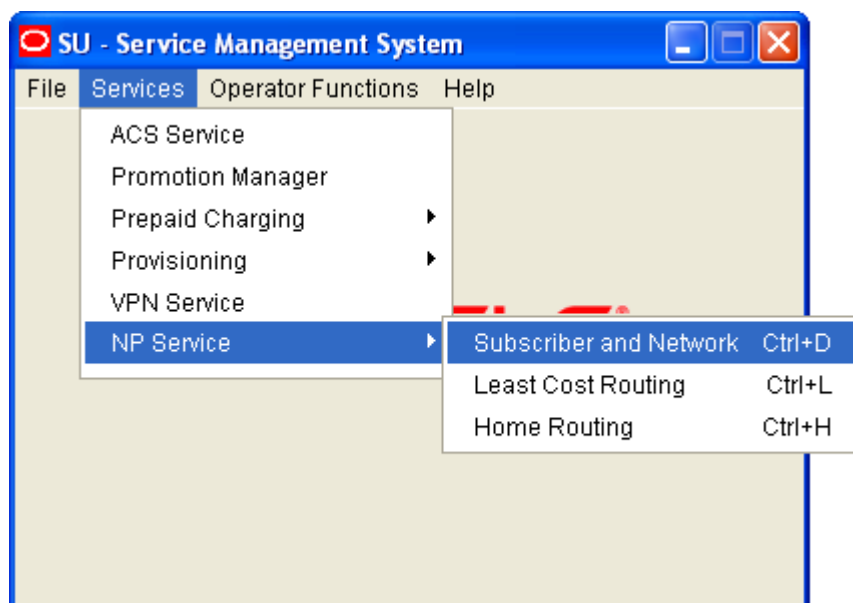 SU - Service Management System
File Services Operator Functions Help
ACS Service
Promotion Manager
Prepaid Charging
Provisioning
VPN Service
NP Service
Subscriber and Network Ctrl+D
Least Cost Routing Ctrl+L
Home Routing Ctrl+H